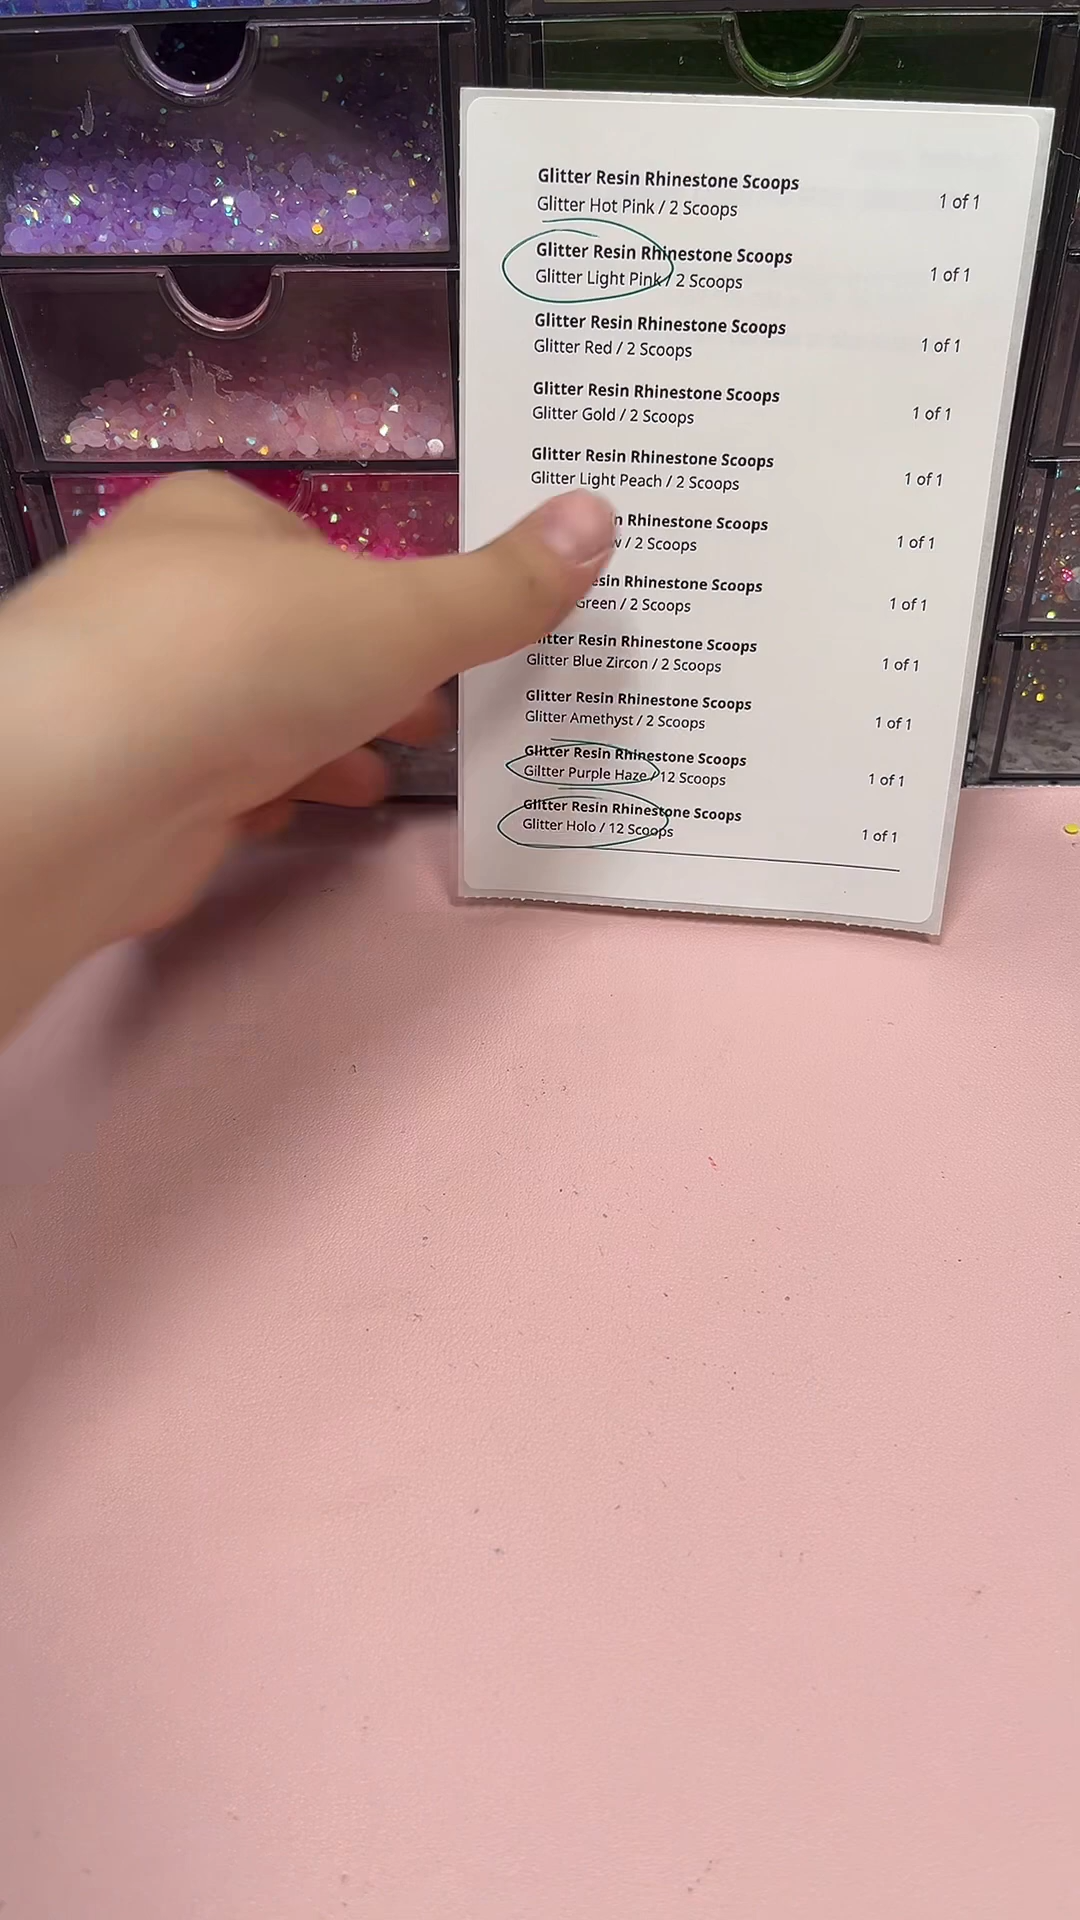 Glitter Resin Rhinestone Scoops
Glitter Hot Pink / 2 Scoops
1 of 1
Glitter Resin Rhinestone Scoops
Glitter Light Pink / 2 Scoops
1 of 1
Glitter Resin Rhinestone Scoops
Glitter Red / 2 Scoops
1 of 1
Glitter Resin Rhinestone Scoops
Glitter Gold / 2 Scoops
1 of 1
Glitter Resin Rhinestone Scoops
Glitter Light Peach / 2 Scoops
1 of 1
Rhinestone Scoops
/ 2 Scoops
1 of 1
Rhinestone Scoops
Green / 2 Scoops
1 of 1
Glitter Resin Rhinestone Scoops
Glitter Blue Zircon / 2 Scoops
1 of 1
Glitter Resin Rhinestone Scoops
Glitter Amethyst / 2 Scoops
1 of 1
Glitter Resin Rhinestone Scoops
Giltter Purple Haze / 12 Scoops
1 of 1
Glitter Resin Rhinestone Scoops
Glitter Holo / 12 Scoops
1 of 1